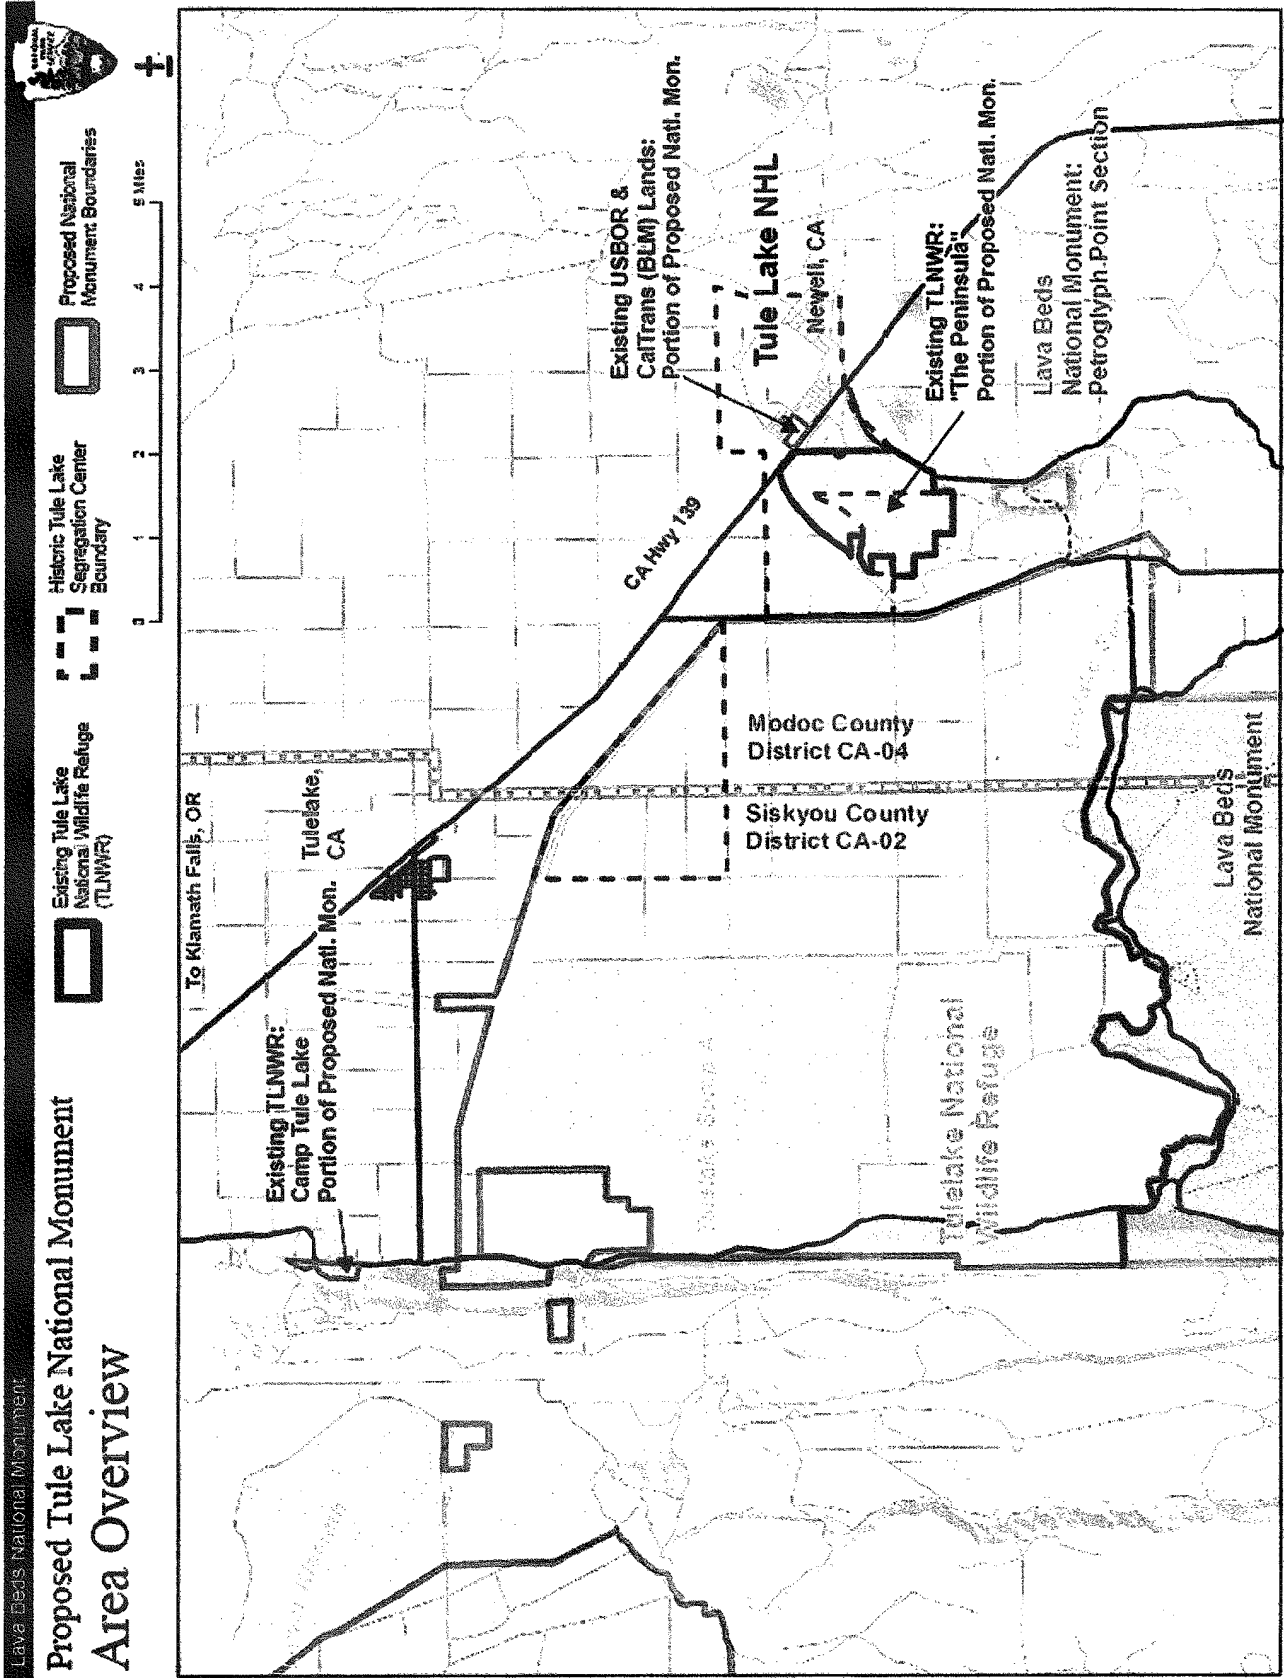 Lava Beds National Monument
Proposed Tule Lake National Monument
Area Overview
Existing Tule Lake
National Wildlife Refuge
(TLNWR)
Historic Tule Lake
Segregation Center
Boundary
Proposed National
Monument Boundaries
0 1 2 3 4 5 Miles
NATIONAL
PARK
SERVICE
To Klamath Falls, OR
Existing TLNWR:
Camp Tule Lake
Portion of Proposed Natl. Mon.
Tulelake,
CA
CA Hwy 139
Existing USBOR &
CalTrans (BLM) Lands:
Portion of Proposed Natl. Mon.
Tule Lake NHL
Newell, CA
Modoc County
District CA-04
Siskyou County
District CA-02
Existing TLNWR:
"The Peninsula"
Portion of Proposed Natl. Mon.
Lava Beds
National Monument:
Petroglyph Point Section
Tulelake National
Wildlife Refuge
Lava Beds
National Monument